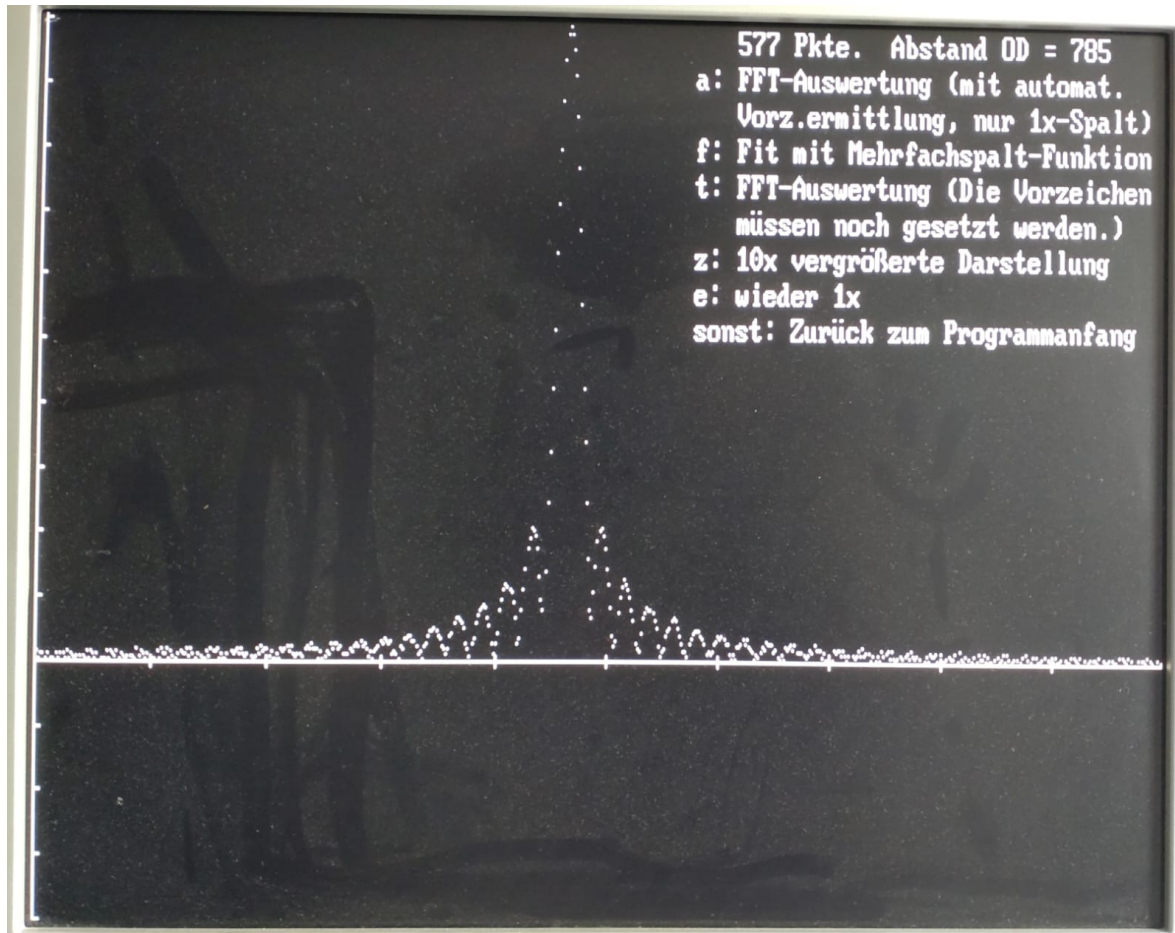 577 Pkte. Abstand OD = 785
a: FFT-Auswertung (mit automat.
Vorz.ermittlung, nur 1x-Spalt)
f: Fit mit Mehrfachspalt-Funktion
t: FFT-Auswertung (Die Vorzeichen
müssen noch gesetzt werden.)
z: 10x vergrößerte Darstellung
e: wieder 1x
sonst: Zurück zum Programmanfang